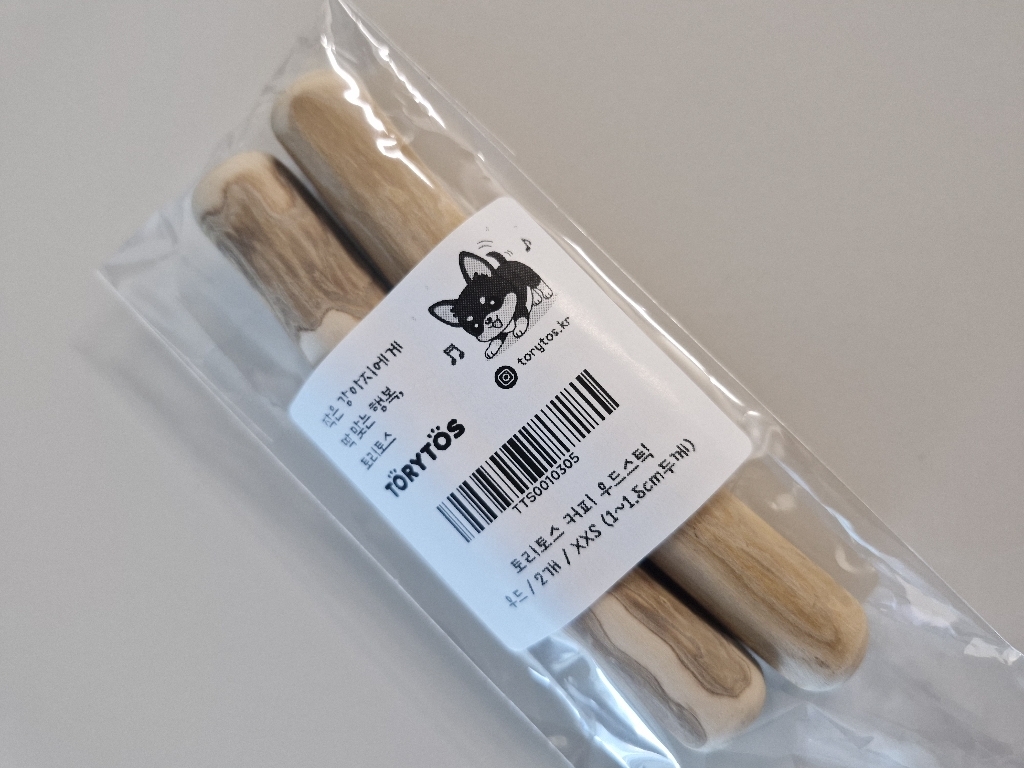 작은 강아지에게
딱 맞는 행복,
토리토스
TORYTOS
torytos.kr
TTS0010305
토리토스 커피 우드스틱
우드 / 2개 / XXS (1~1.5cm두께)